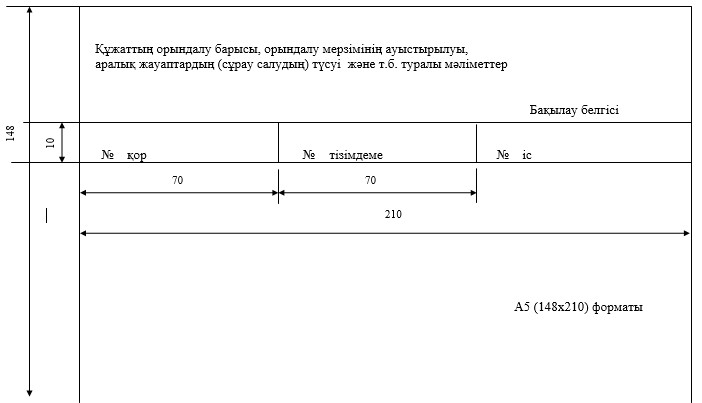 Құжаттың орындалу барысы, орындалу мерзімінің ауыстырылуы,
аралық жауаптардың (сұрау салудың) түсуі және т.б. туралы мәліметтер
Бақылау белгісі
148
10
№ қор
№ тізімдеме
№ іс
70
70
210
А5 (148х210) форматы